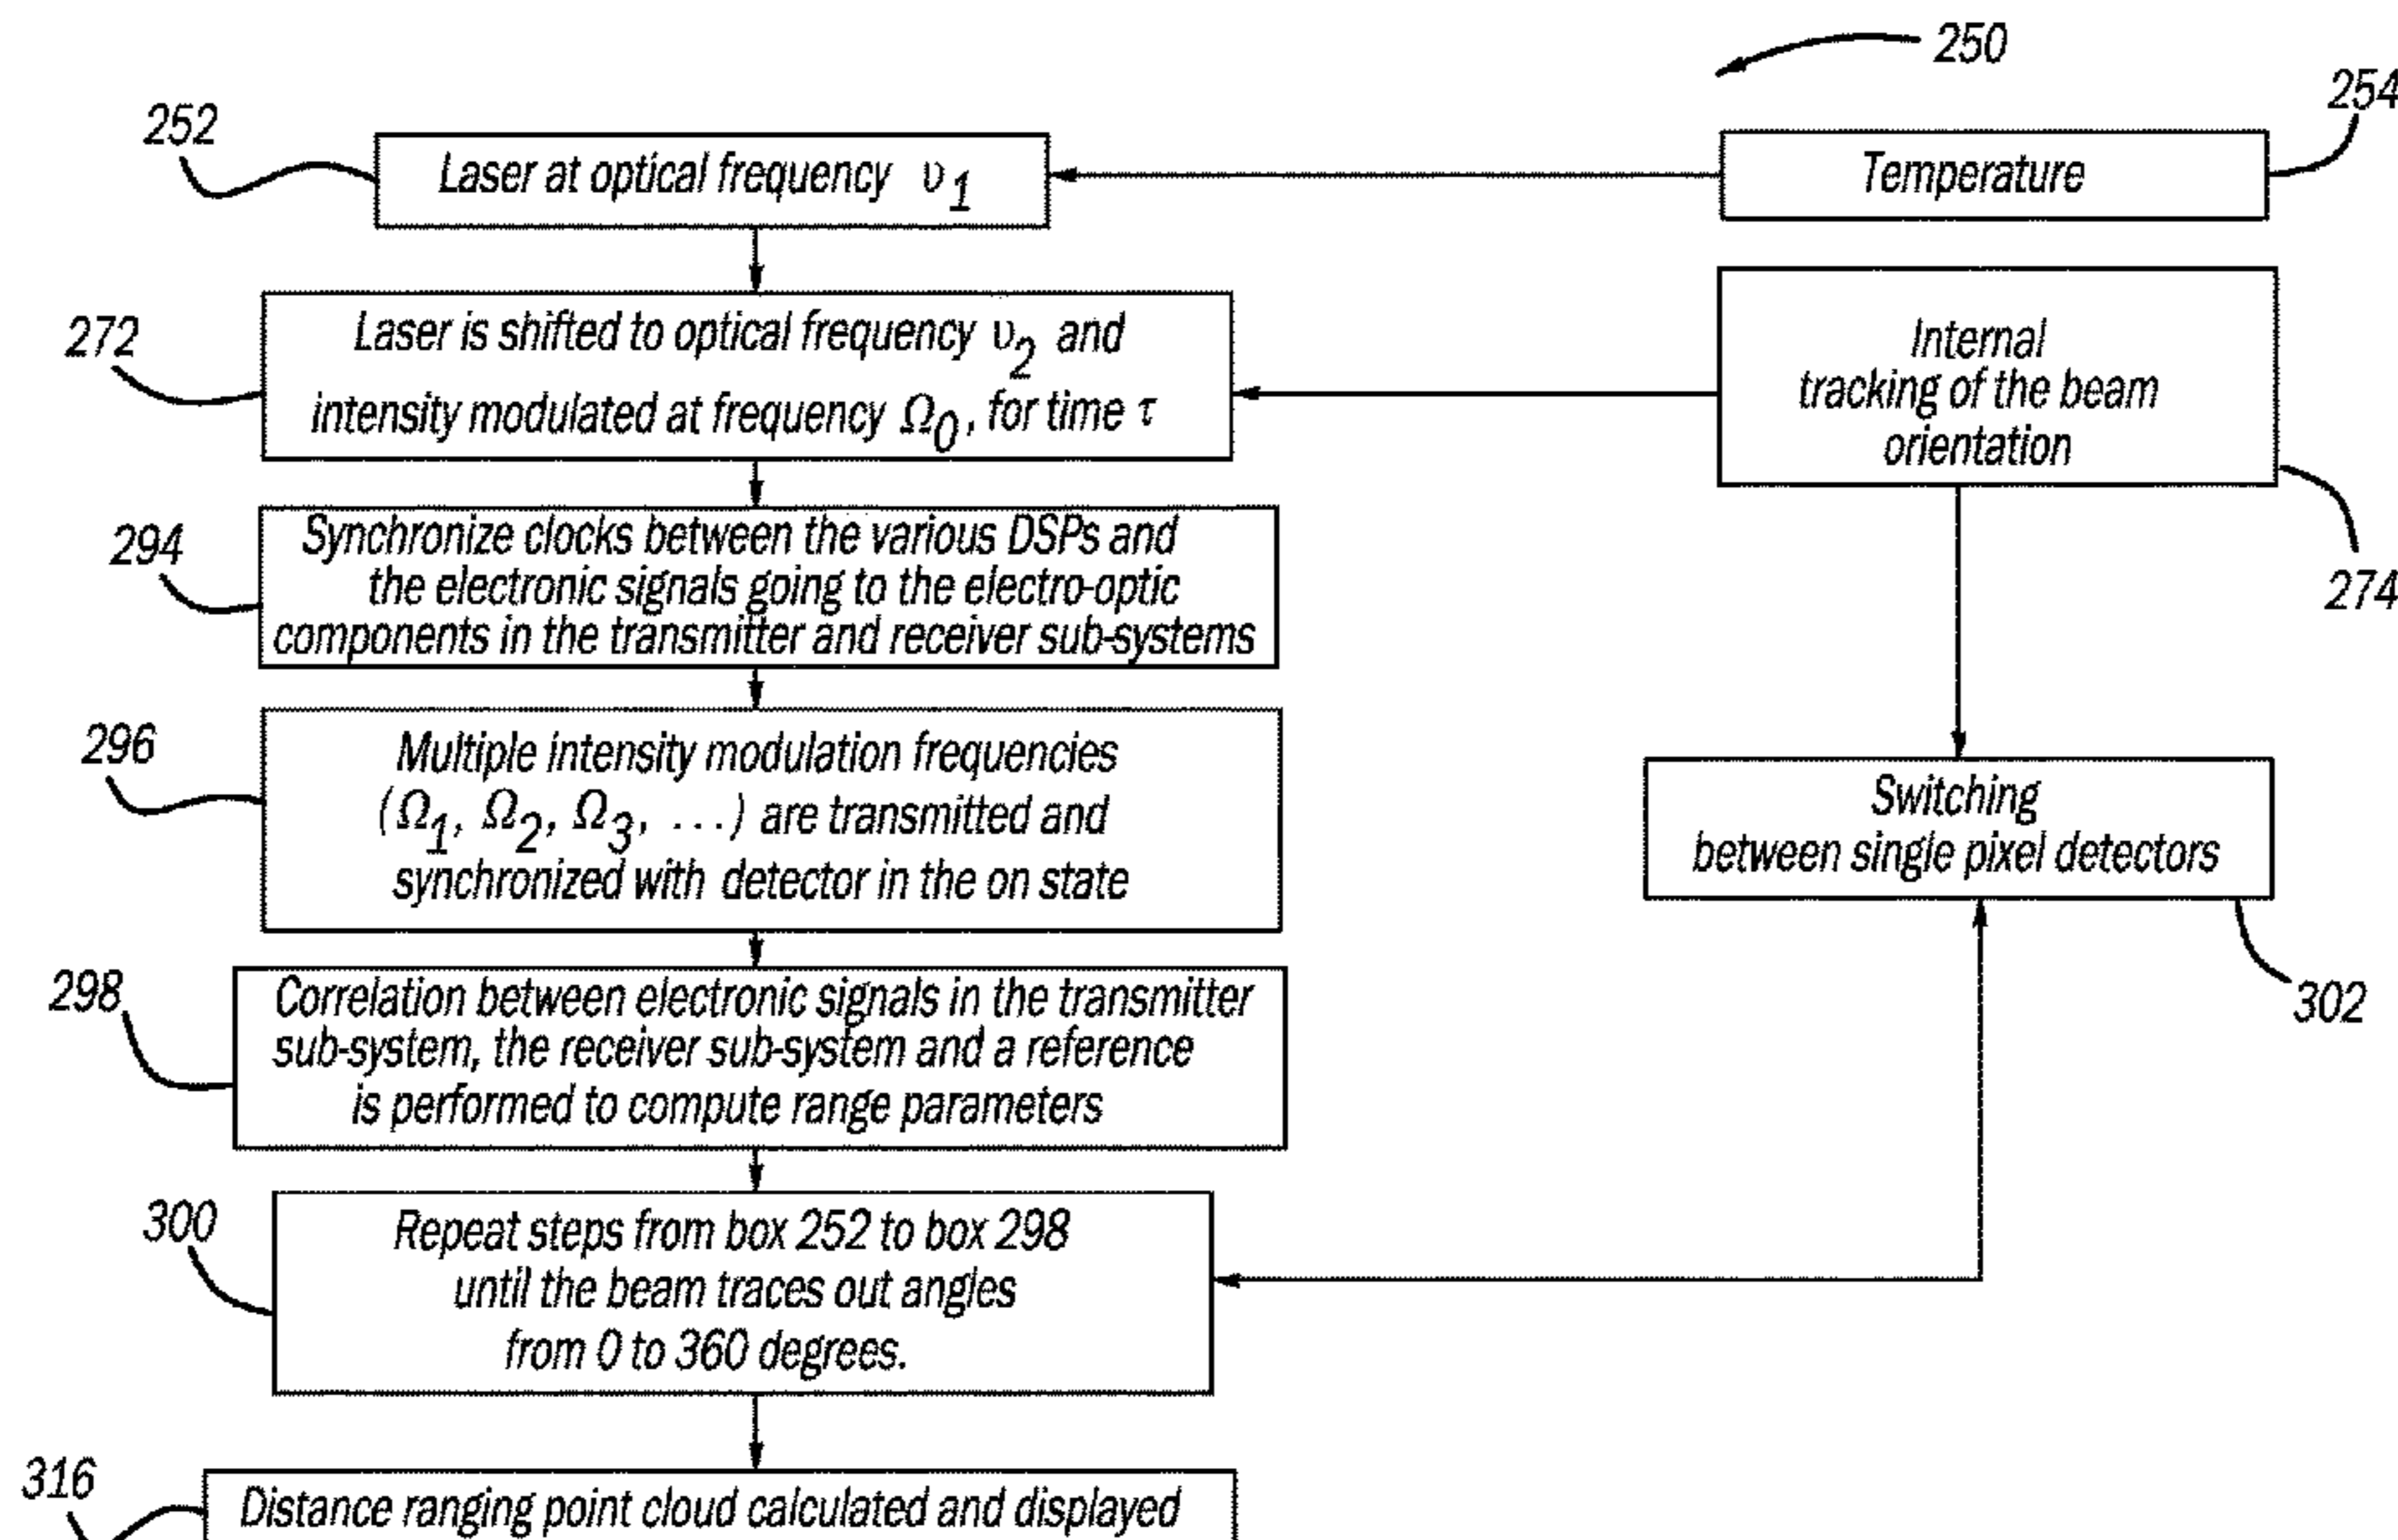 250
254
252
Laser at optical frequency υ1
Temperature
272
Laser is shifted to optical frequency υ2 and
intensity modulated at frequency Ω0, for time τ
Internal
tracking of the beam
orientation
274
294
Synchronize clocks between the various DSPs and
the electronic signals going to the electro-optic
components in the transmitter and receiver sub-systems
296
Multiple intensity modulation frequencies
(Ω1, Ω2, Ω3, ...) are transmitted and
synchronized with detector in the on state
Switching
between single pixel detectors
302
298
Correlation between electronic signals in the transmitter
sub-system, the receiver sub-system and a reference
is performed to compute range parameters
300
Repeat steps from box 252 to box 298
until the beam traces out angles
from 0 to 360 degrees.
316
Distance ranging point cloud calculated and displayed